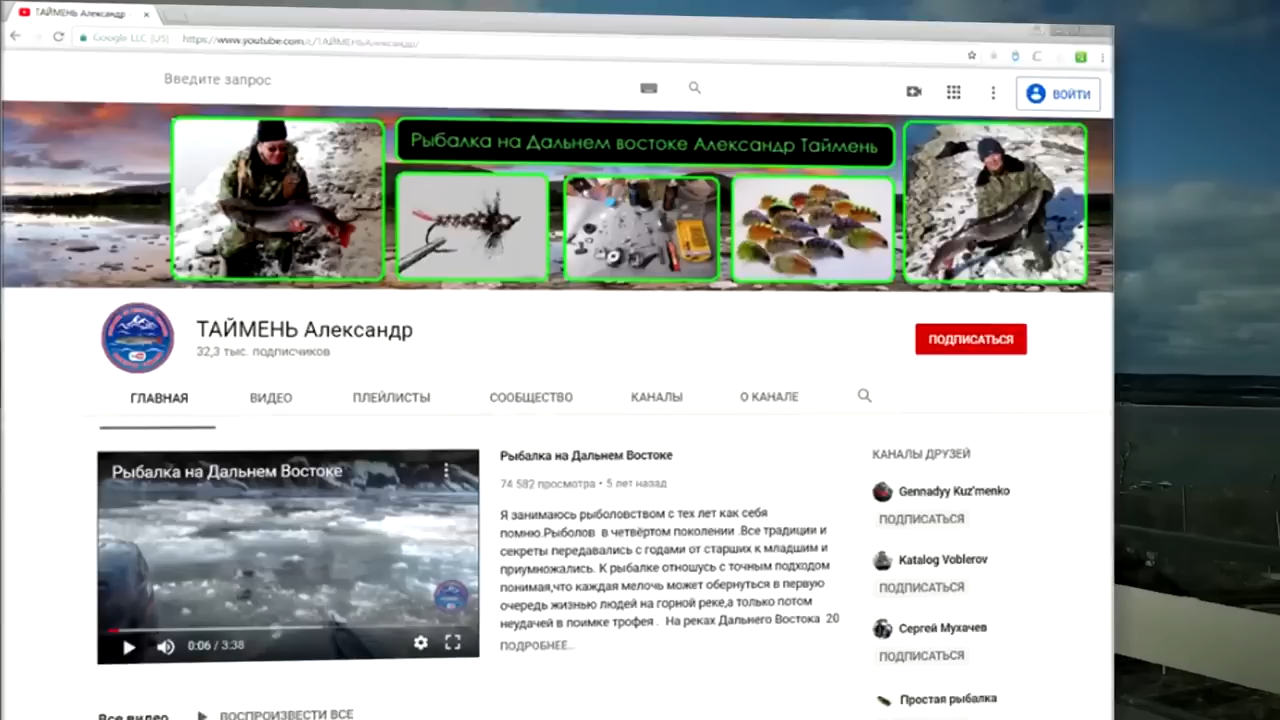 ТАЙМЕНЬ Александр
Google LLC [US]
https://www.youtube.com/c/ТАЙМЕНЬАлександр/
Введите запрос
ВОЙТИ
Рыбалка на Дальнем востоке Александр Таймень
ТАЙМЕНЬ Александр
32,3 тыс. подписчиков
ПОДПИСАТЬСЯ
ГЛАВНАЯ
ВИДЕО
ПЛЕЙЛИСТЫ
СООБЩЕСТВО
КАНАЛЫ
О КАНАЛЕ
Рыбалка на Дальнем Востоке
0:06 / 3:38
Рыбалка на Дальнем Востоке
74 582 просмотра • 5 лет назад
Я занимаюсь рыболовством с тех лет как себя
помню.Рыболов в четвёртом поколении .Все традиции и
секреты передавались с годами от старших к младшим и
приумножались. К рыбалке отношусь с точным подходом
понимая,что каждая мелочь может обернуться в первую
очередь жизнью людей на горной реке,а только потом
неудачей в поимке трофея . На реках Дальнего Востока 20
ПОДРОБНЕЕ...
КАНАЛЫ ДРУЗЕЙ
Gennadyy Kuz'menko
ПОДПИСАТЬСЯ
Katalog Voblerov
ПОДПИСАТЬСЯ
Сергей Мухачев
ПОДПИСАТЬСЯ
Простая рыбалка
Все видео
ВОСПРОИЗВЕСТИ ВСЕ